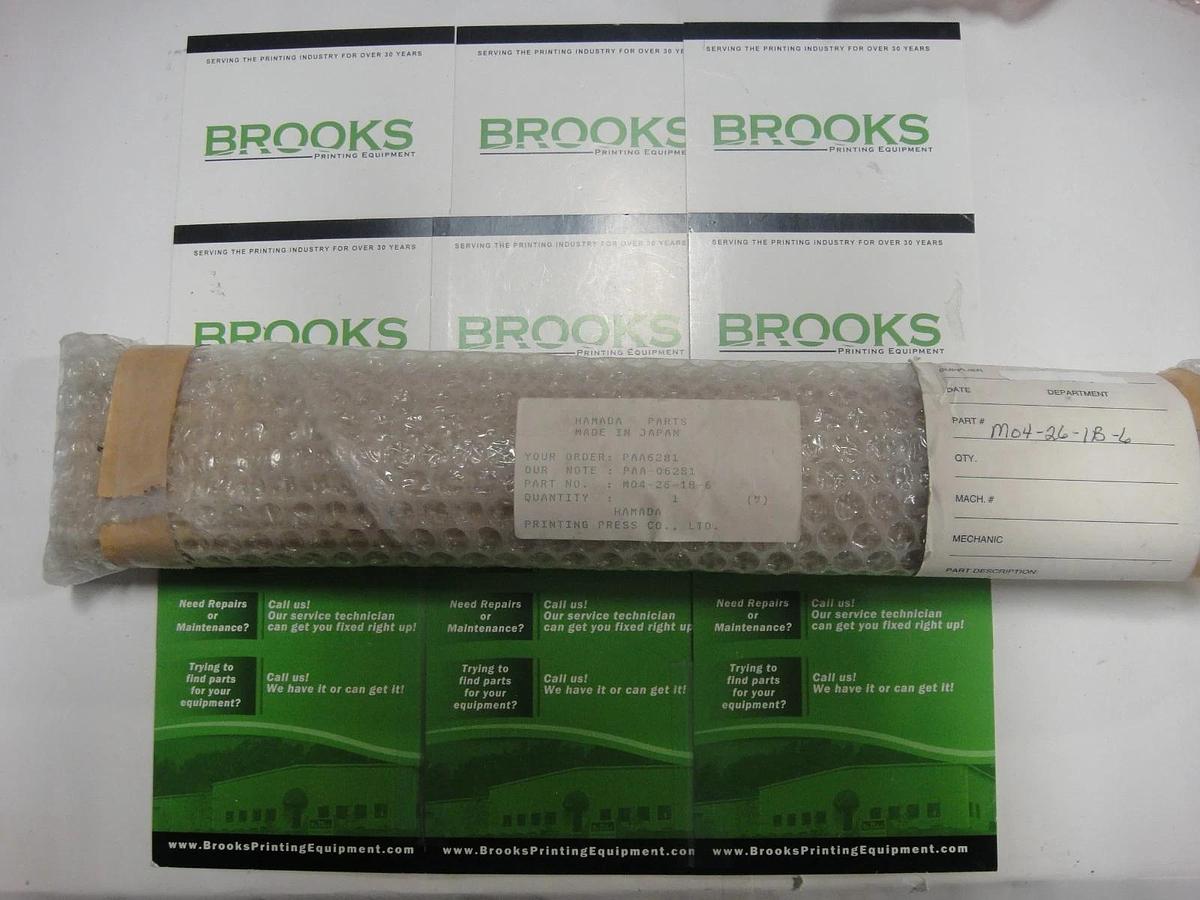 SERVING THE PRINTING INDUSTRY FOR OVER 30 YEARS
BROOKS
PRINTING EQUIPMENT
SERVING THE PRINTING INDUSTRY FOR OVER 30 YE
BROOKS
PRINTING EQUIPME
SERVING THE PRINTING INDUSTRY FOR OVER 30 YEARS
BROOKS
PRINTING EQUIPMENT
SERVING THE PRINTING INDUSTRY FOR OVER 30 YEARS
BROOKS
SERVING THE PRINTING INDUSTRY FOR OVER 30 YEARS
BROOKS
PRINTING EQUIPMENT
SERVING THE PRINTING INDUSTRY FOR OVER 30 YEARS
BROOKS
PRINTING EQUIPMENT
HAMADA PARTS
MADE IN JAPAN
YOUR ORDER: PAA6281
OUR NOTE : PAA-06281
PART NO. : M04-26-1B-6
QUANTITY : 1 (7)
HAMADA
PRINTING PRESS CO., LTD.
DATE DEPARTMENT
PART # M04-26-1B-6
QTY.
MACH. #
MECHANIC
PART DESCRIPTION:
Need Repairs
or
Maintenance?
Call us!
Our service technician
can get you fixed right up!
Trying to
find parts
for your
equipment?
Call us!
We have it or can get it!
www.BrooksPrintingEquipment.com
Need Repairs
or
Maintenance?
Call us!
Our service technician
can get you fixed right up
Trying to
find parts
for your
equipment?
Call us!
We have it or can get it!
www.BrooksPrintingEquipment.con
Need Repairs
or
Maintenance?
Call us!
Our service technician
can get you fixed right up!
Trying to
find parts
for your
equipment?
Call us!
We have it or can get it!
www.BrooksPrintingEquipment.com